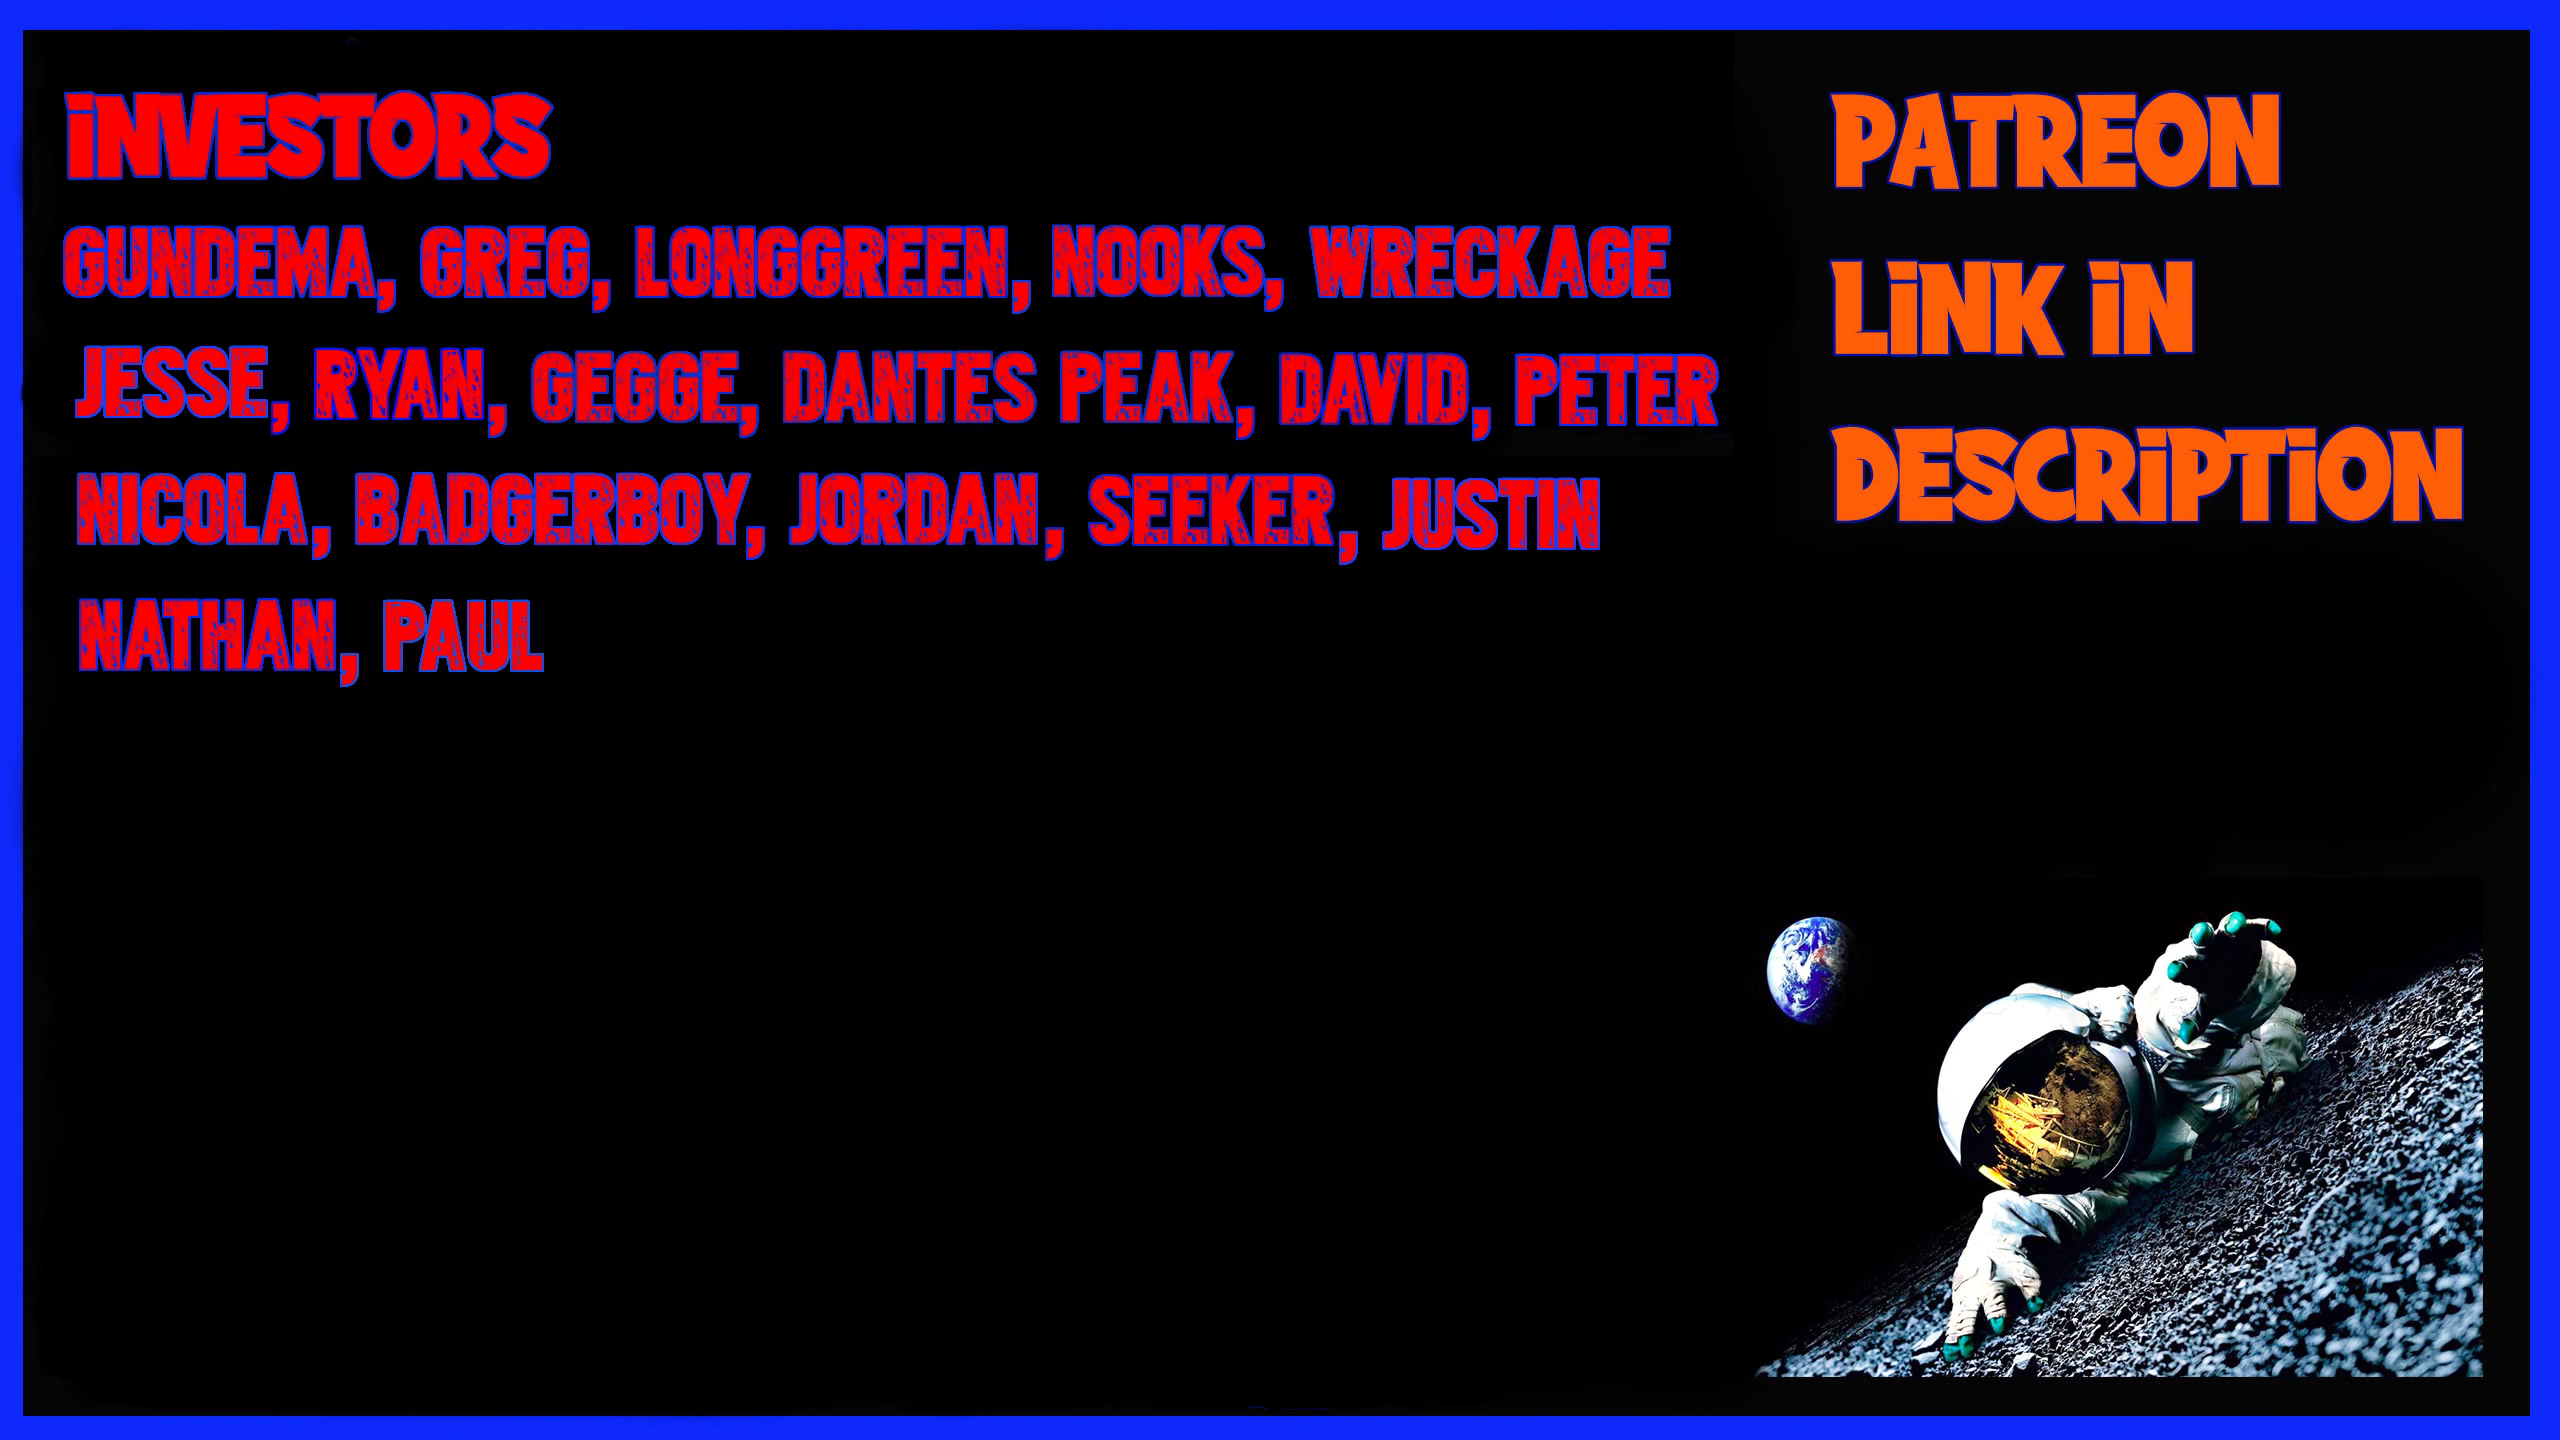 iNVESTORS
GUNDEMA, GREG, LONGGREEN, NOOKS, WRECKAGE
JESSE, RYAN, GEGGE, DANTES PEAK, DAVID, PETER
NICOLA, BADGERBOY, JORDAN, SEEKER, JUSTIN
NATHAN, PAUL
PATREON
LiNK iN
DESCRiPTiON